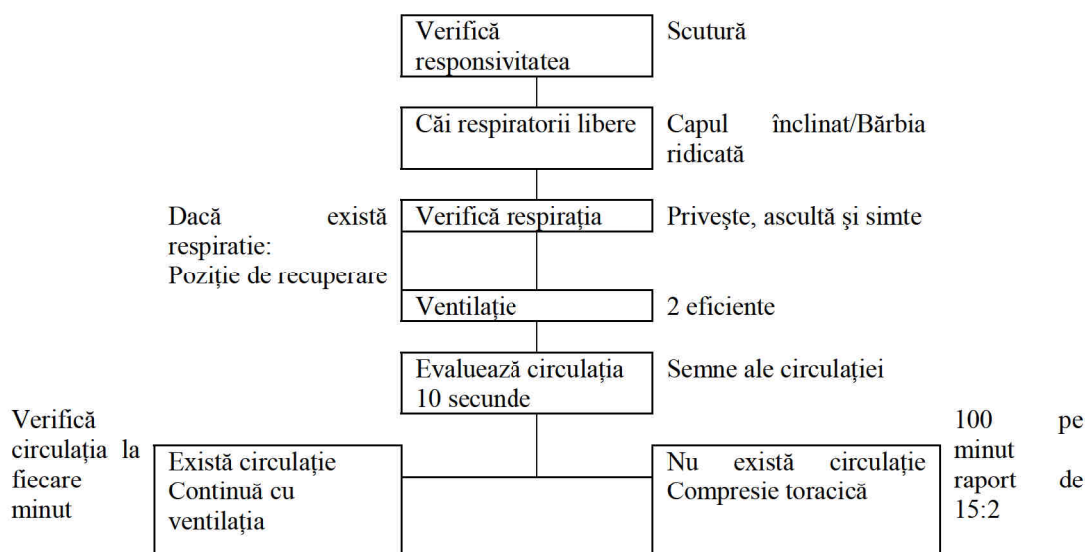 Verifică
responsivitatea
Scutură
Căi respiratorii libere
Capul înclinat/Bărbia
ridicată
Dacă există
respiratie:
Poziție de recuperare
Verifică respirația
Privește, ascultă şi simte
Ventilație
2 eficiente
Evaluează circulația
10 secunde
Semne ale circulației
Verifică
circulația la
fiecare
minut
Există circulație
Continuă cu
ventilația
Nu există circulație
Compresie toracică
100 pe
minut
raport de
15:2